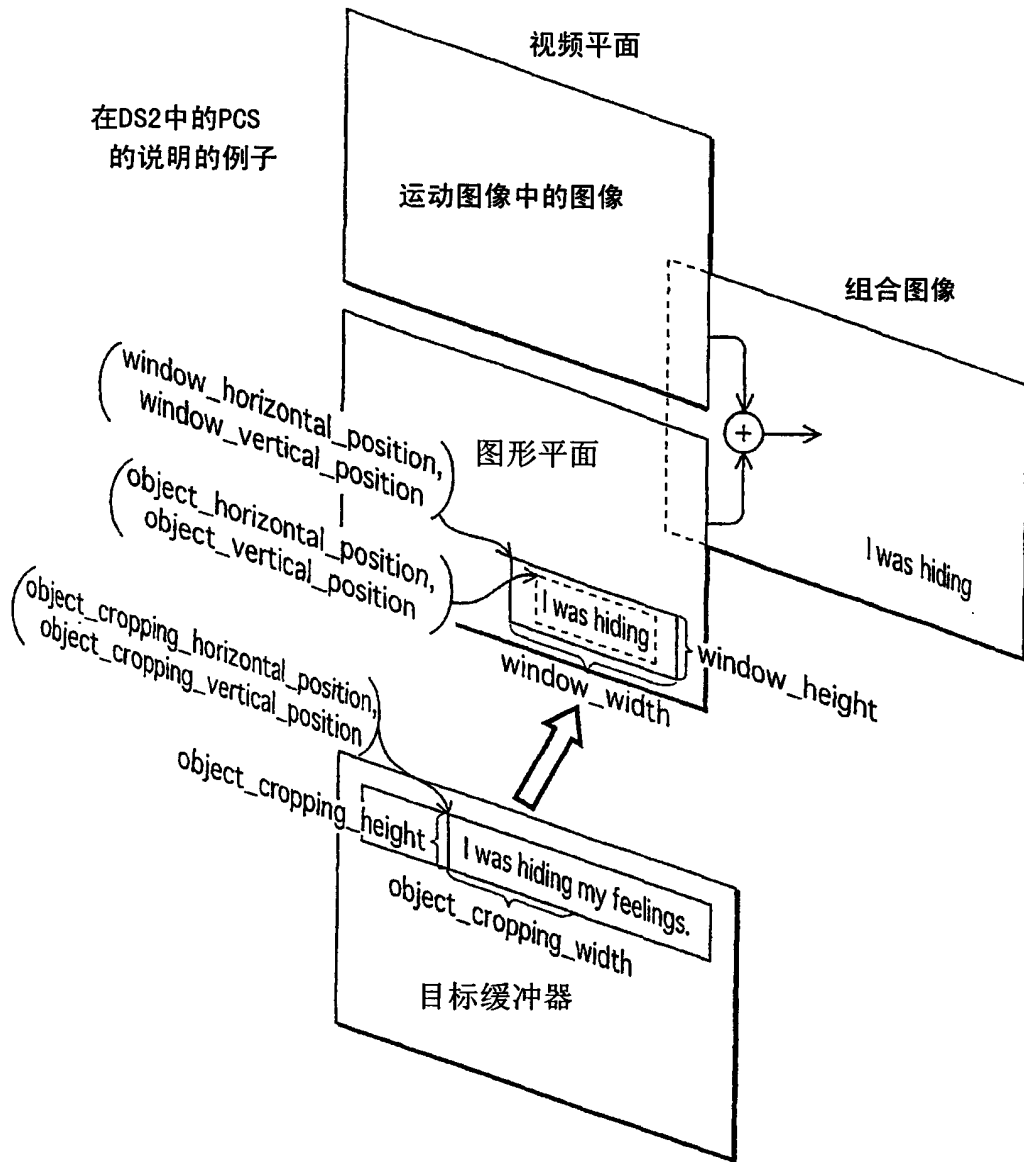 视频平面
在DS2中的PCS
的说明的例子
运动图像中的图像
组合图像
window_horizontal_position,
window_vertical_position
图形平面
object_horizontal_position,
object_vertical_position
I was hiding
I was hiding
object_cropping_horizontal_position,
object_cropping_vertical_position
window_width
window_height
object_cropping_height
I was hiding my feelings.
object_cropping_width
目标缓冲器